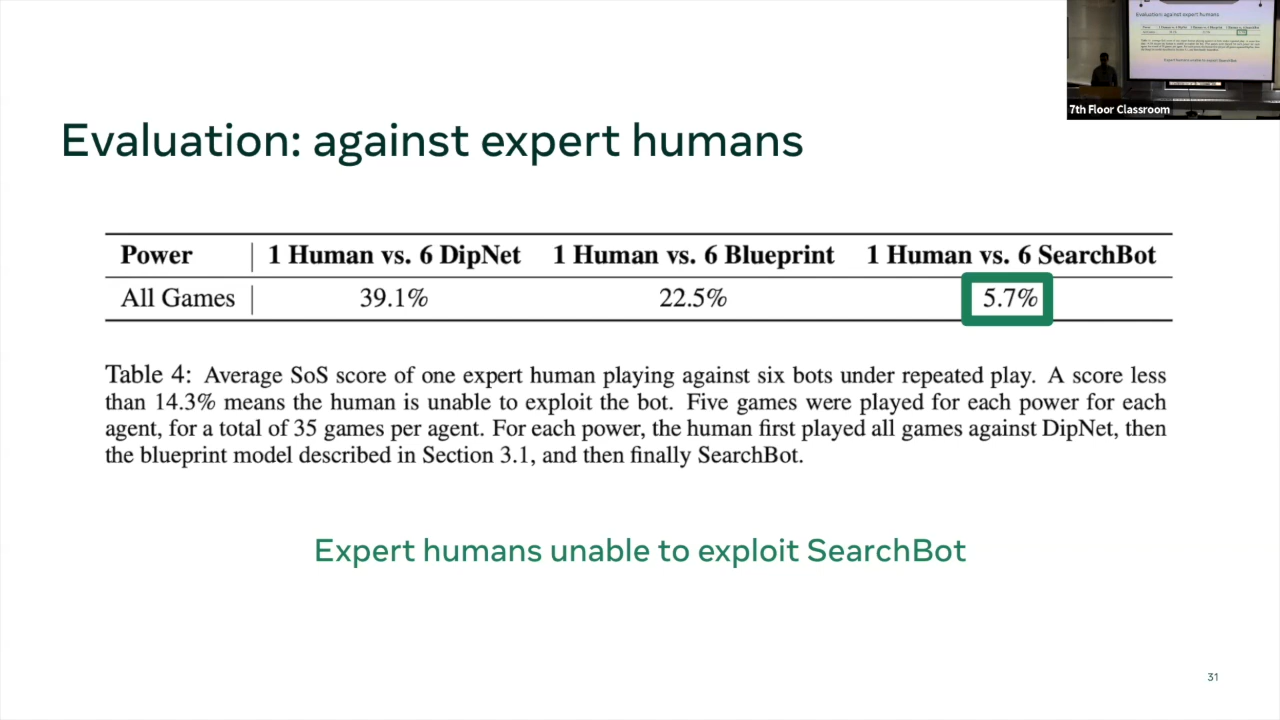 Evaluation: against expert humans
7th Floor Classroom
Evaluation: against expert humans
Power 1 Human vs. 6 DipNet 1 Human vs. 6 Blueprint 1 Human vs. 6 SearchBot
All Games 39.1% 22.5% 5.7%
Table 4: Average SoS score of one expert human playing against six bots under repeated play. A score less
than 14.3% means the human is unable to exploit the bot. Five games were played for each power for each
agent, for a total of 35 games per agent. For each power, the human first played all games against DipNet, then
the blueprint model described in Section 3.1, and then finally SearchBot.
Expert humans unable to exploit SearchBot
31